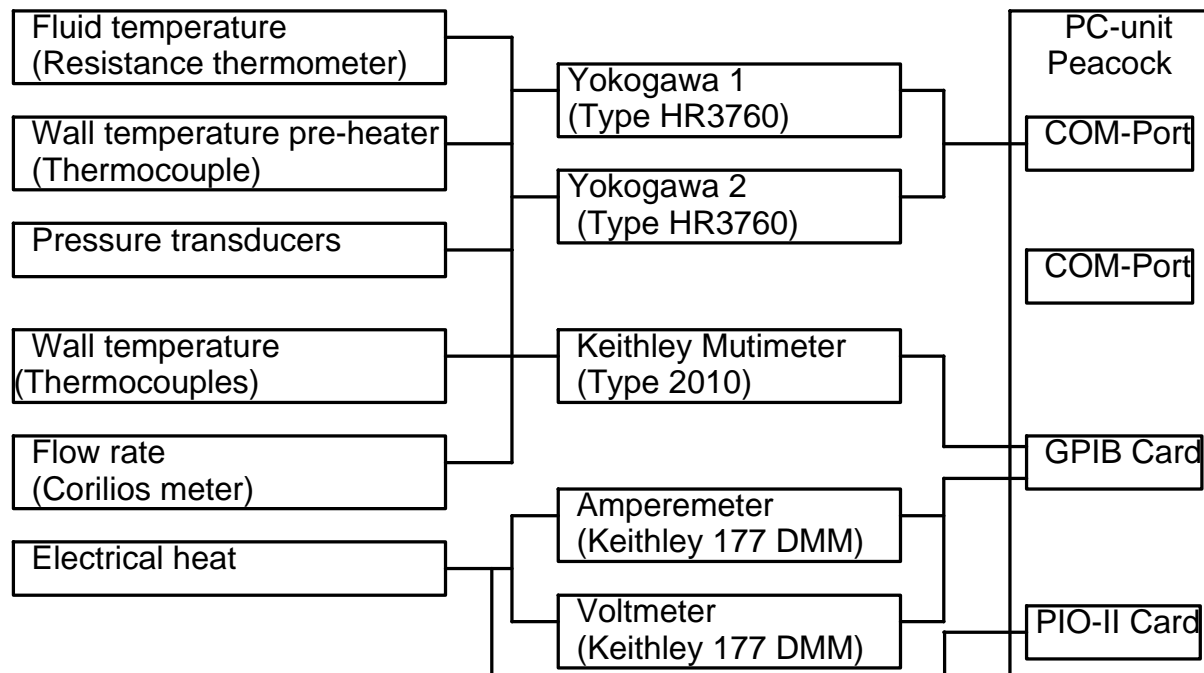 Fluid temperature
(Resistance thermometer)
Wall temperature pre-heater
(Thermocouple)
Pressure transducers
Wall temperature
(Thermocouples)
Flow rate
(Corilios meter)
Electrical heat
Yokogawa 1
(Type HR3760)
Yokogawa 2
(Type HR3760)
Keithley Mutimeter
(Type 2010)
Amperemeter
(Keithley 177 DMM)
Voltmeter
(Keithley 177 DMM)
PC-unit
Peacock
COM-Port
COM-Port
GPIB Card
PIO-II Card